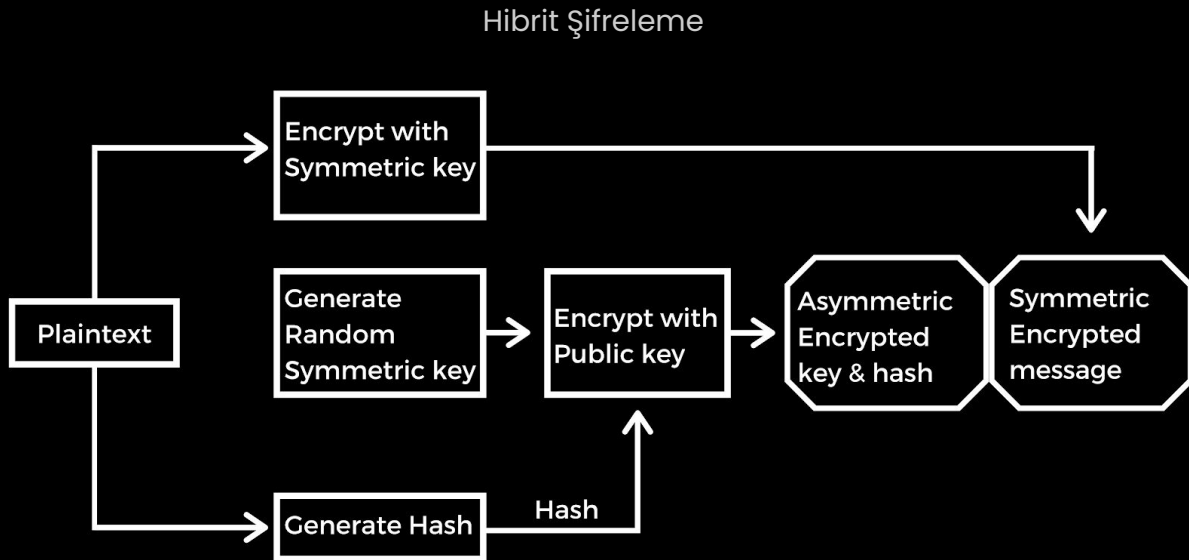 Hibrit Şifreleme
Encrypt with
Symmetric key
Plaintext
Generate
Random
Symmetric key
Encrypt with
Public key
Asymmetric
Encrypted
key & hash
Symmetric
Encrypted
message
Generate Hash
Hash